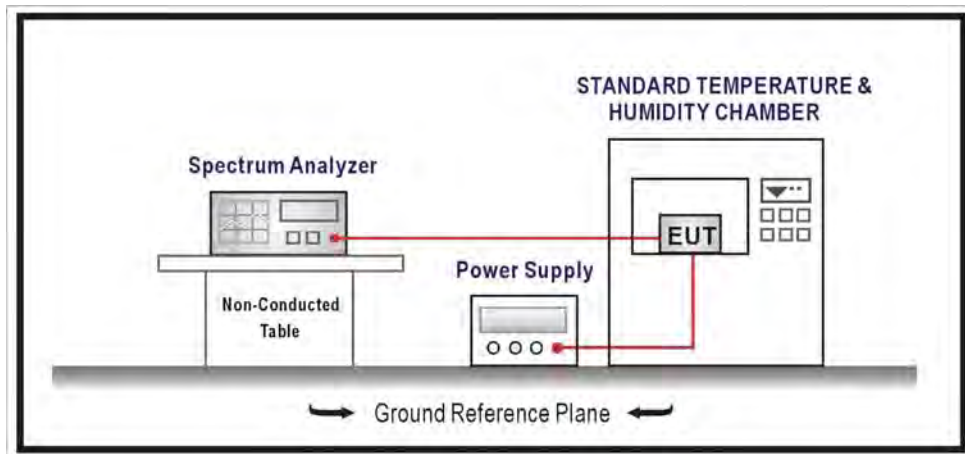 STANDARD TEMPERATURE &
HUMIDITY CHAMBER
Spectrum Analyzer
EUT
Power Supply
Non-Conducted
Table
Ground Reference Plane